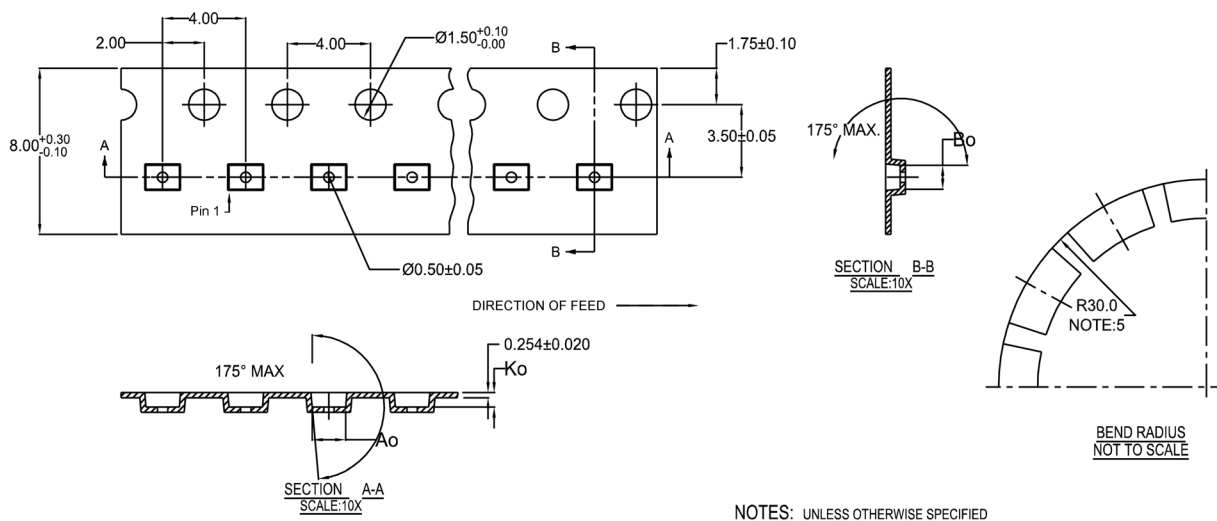 4.00
2.00
4.00
Ø1.50+0.10
-0.00
B
1.75±0.10
8.00+0.30
-0.10
A
A
3.50±0.05
Pin 1
B
Ø0.50±0.05
DIRECTION OF FEED
175° MAX.
Bo
SECTION B-B
SCALE:10X
R30.0
NOTE:5
BEND RADIUS
NOT TO SCALE
0.254±0.020
175° MAX
Ko
Ao
SECTION A-A
SCALE:10X
NOTES: UNLESS OTHERWISE SPECIFIED